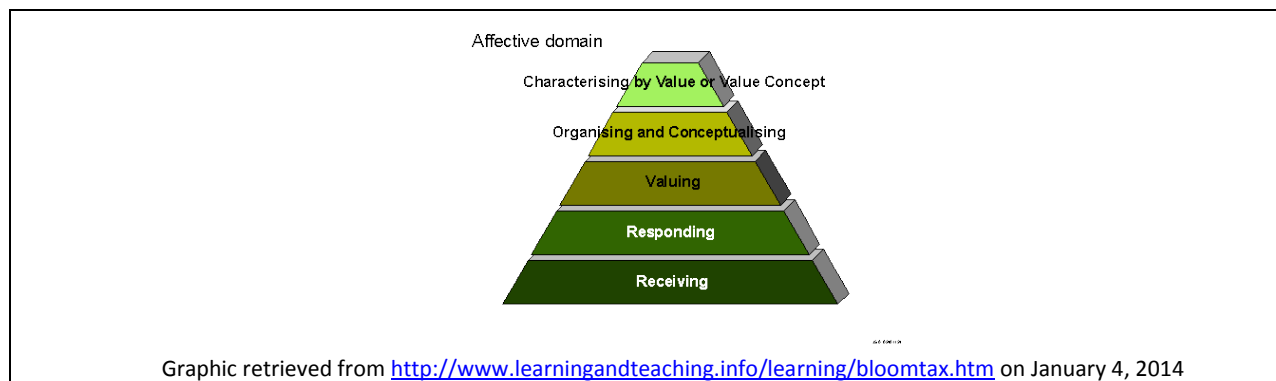 Affective domain
Characterising by Value or Value Concept
Organising and Conceptualising
Valuing
Responding
Receiving
Graphic retrieved from http://www.learningandteaching.info/learning/bloomtax.htm on January 4, 2014